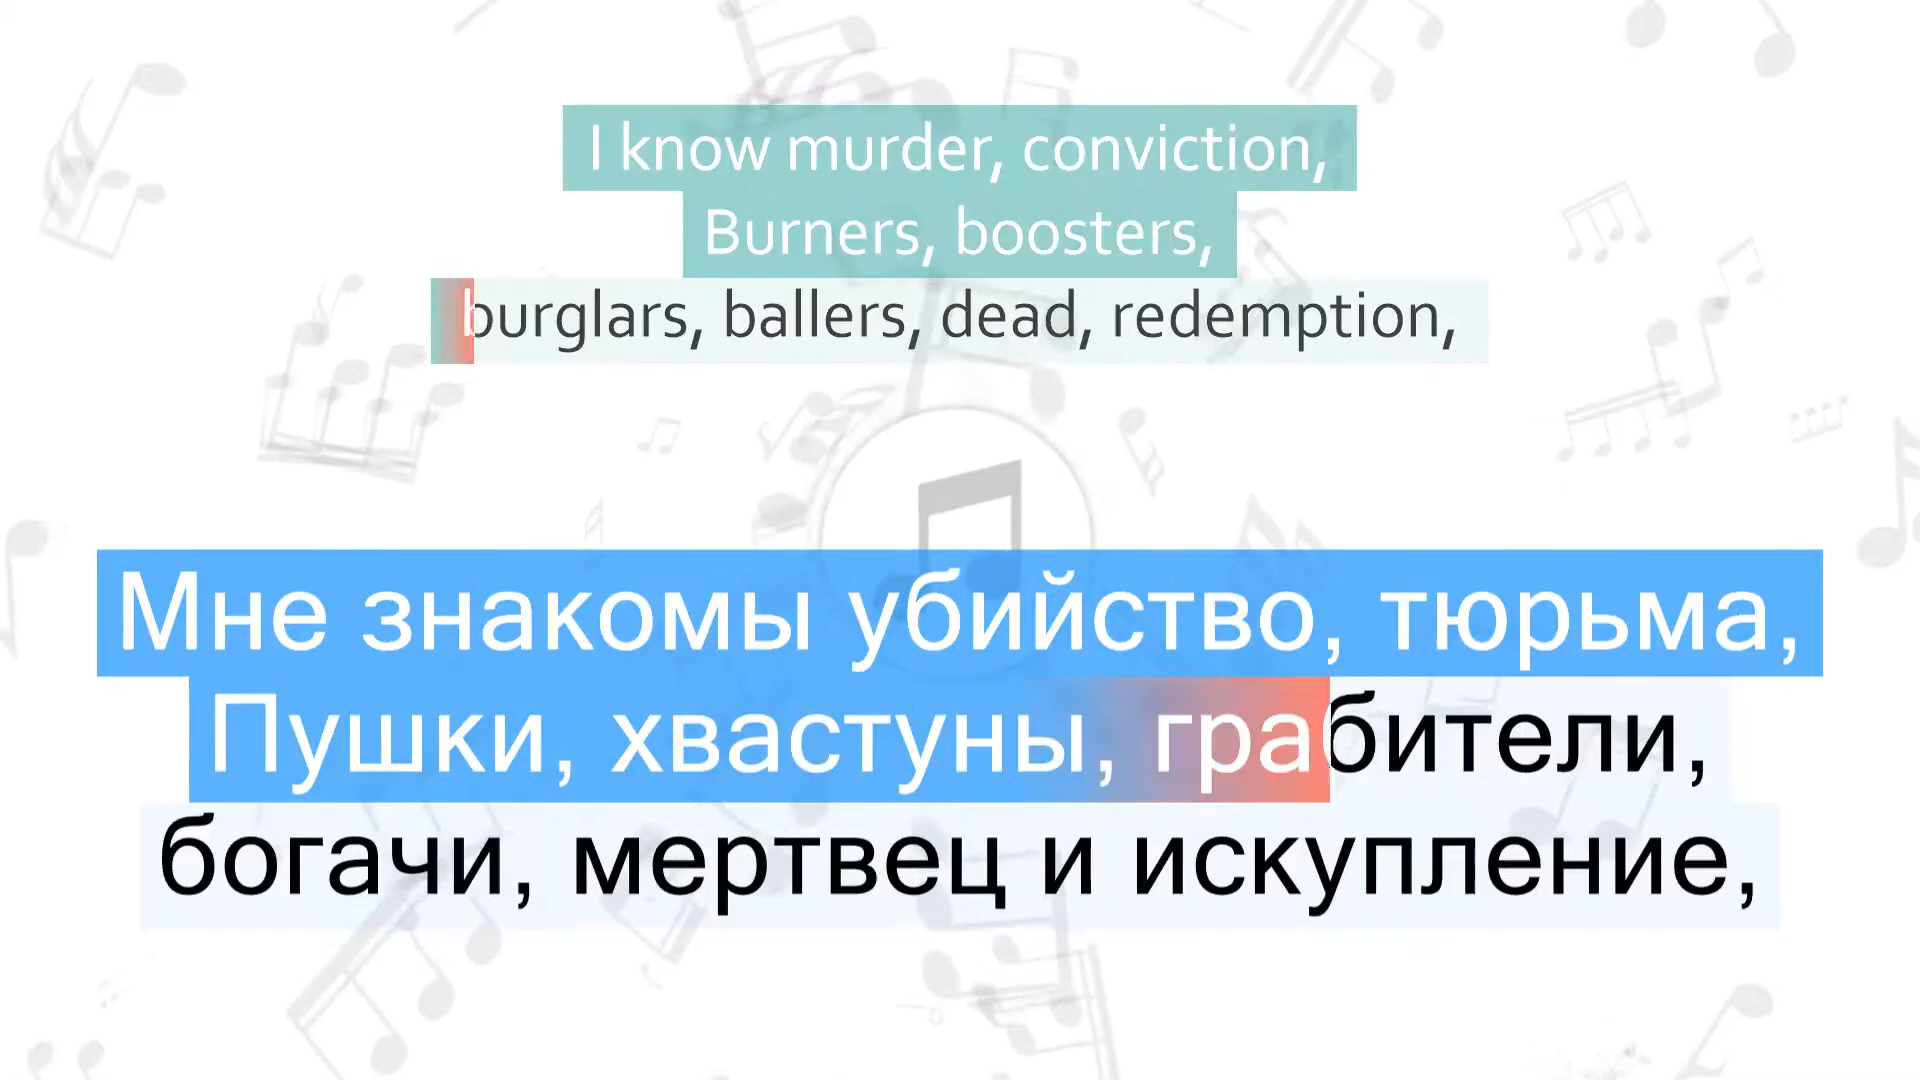 I know murder, conviction,
Burners, boosters,
burglars, ballers, dead, redemption,
Мне знакомы убийство, тюрьма,
Пушки, хвастуны, грабители,
богачи, мертвец и искупление,